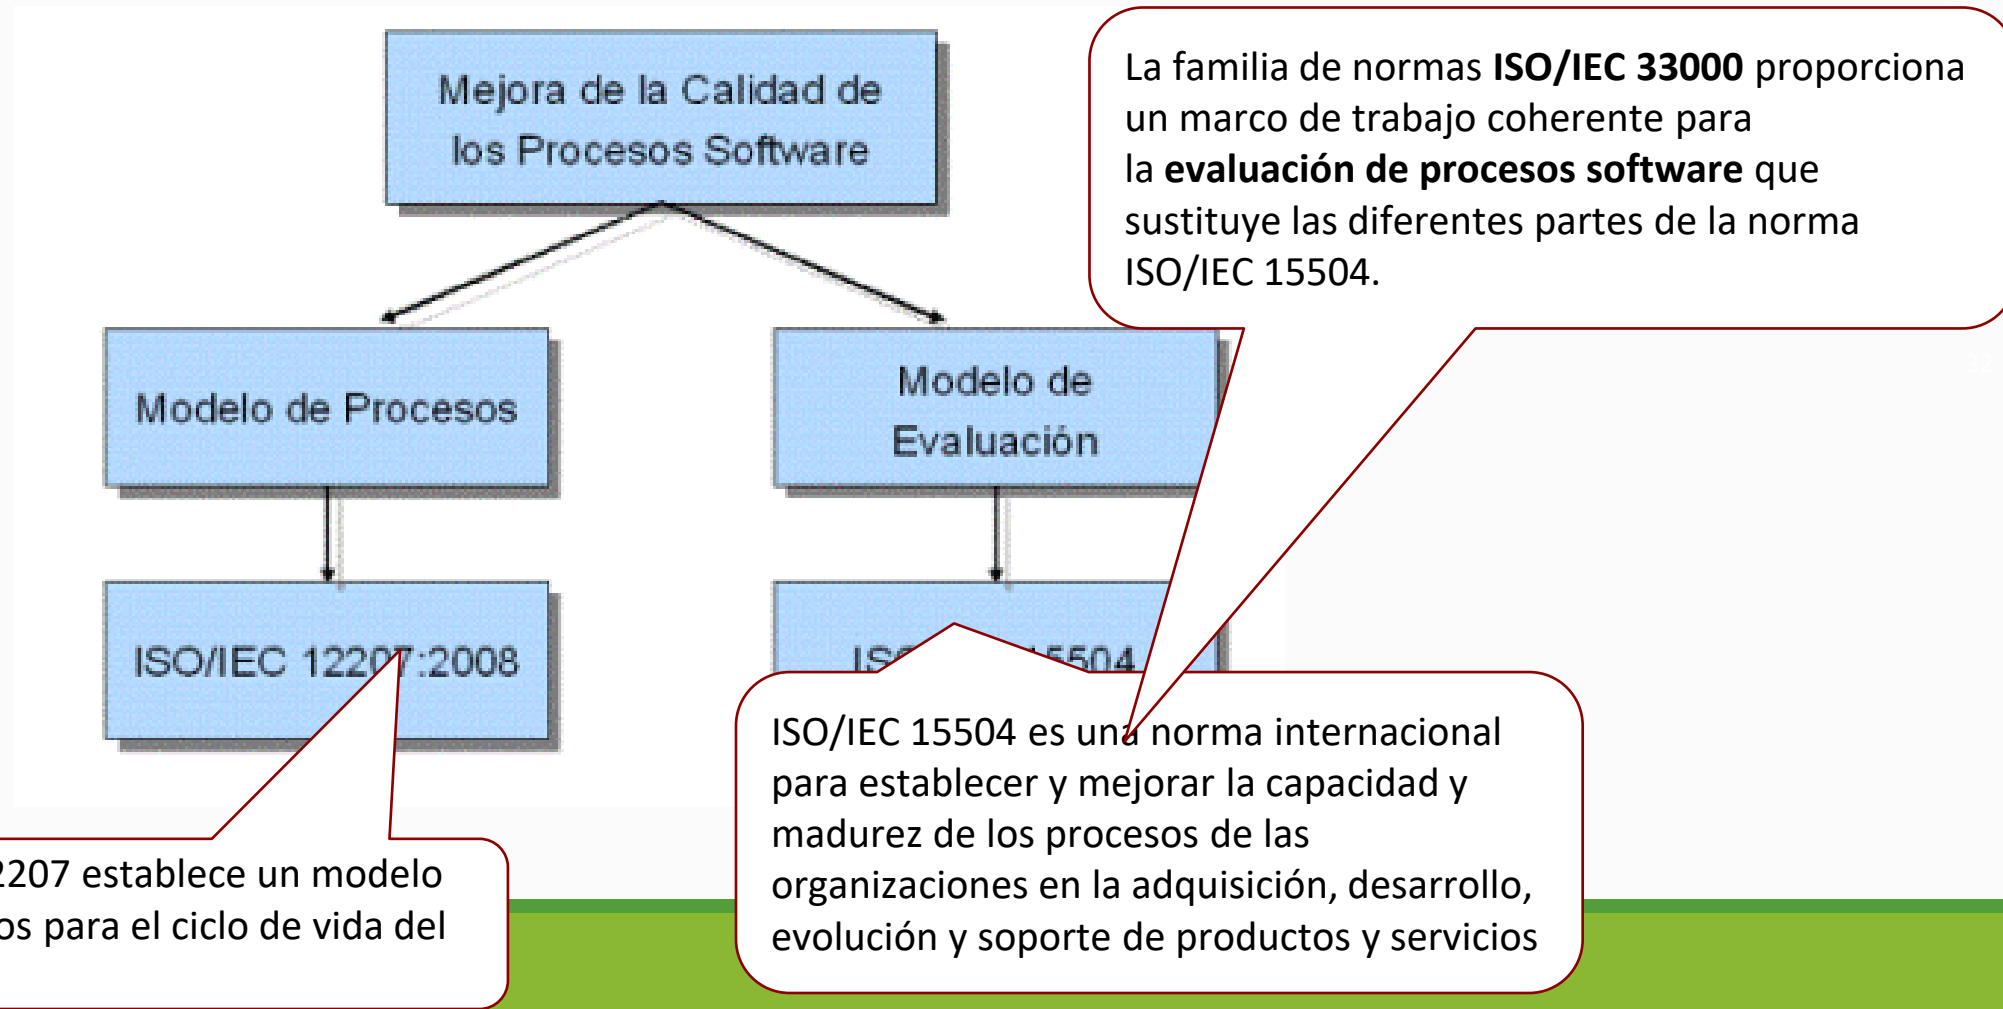 Mejora de la Calidad de
los Procesos Software
La familia de normas ISO/IEC 33000 proporciona
un marco de trabajo coherente para
la evaluación de procesos software que
sustituye las diferentes partes de la norma
ISO/IEC 15504.
32
Modelo de Procesos
Modelo de
Evaluación
ISO/IEC 12207:2008
15504
ISO/IEC 15504 es una norma internacional
para establecer y mejorar la capacidad y
madurez de los procesos de las
organizaciones en la adquisición, desarrollo,
evolución y soporte de productos y servicios
2207 establece un modelo
os para el ciclo de vida del